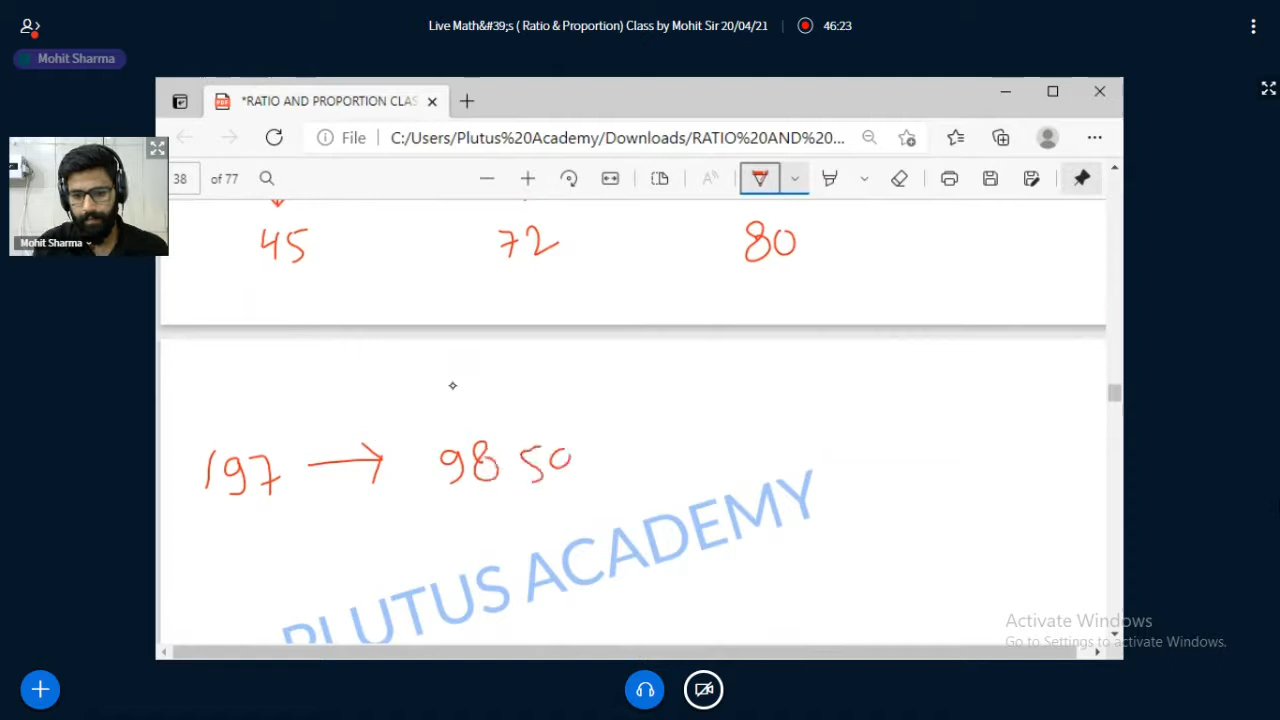 Live Math&#39;s ( Ratio & Proportion) Class by Mohit Sir 20/04/21
46:23
Mohit Sharma
*RATIO AND PROPORTION CLAS
File
C:/Users/Plutus%20Academy/Downloads/RATIO%20AND%20...
38
of 77
Mohit Sharma
45 72 80
197 → 98 50
PLUTUS ACADEMY
Activate Windows
Go to Settings to activate Windows.